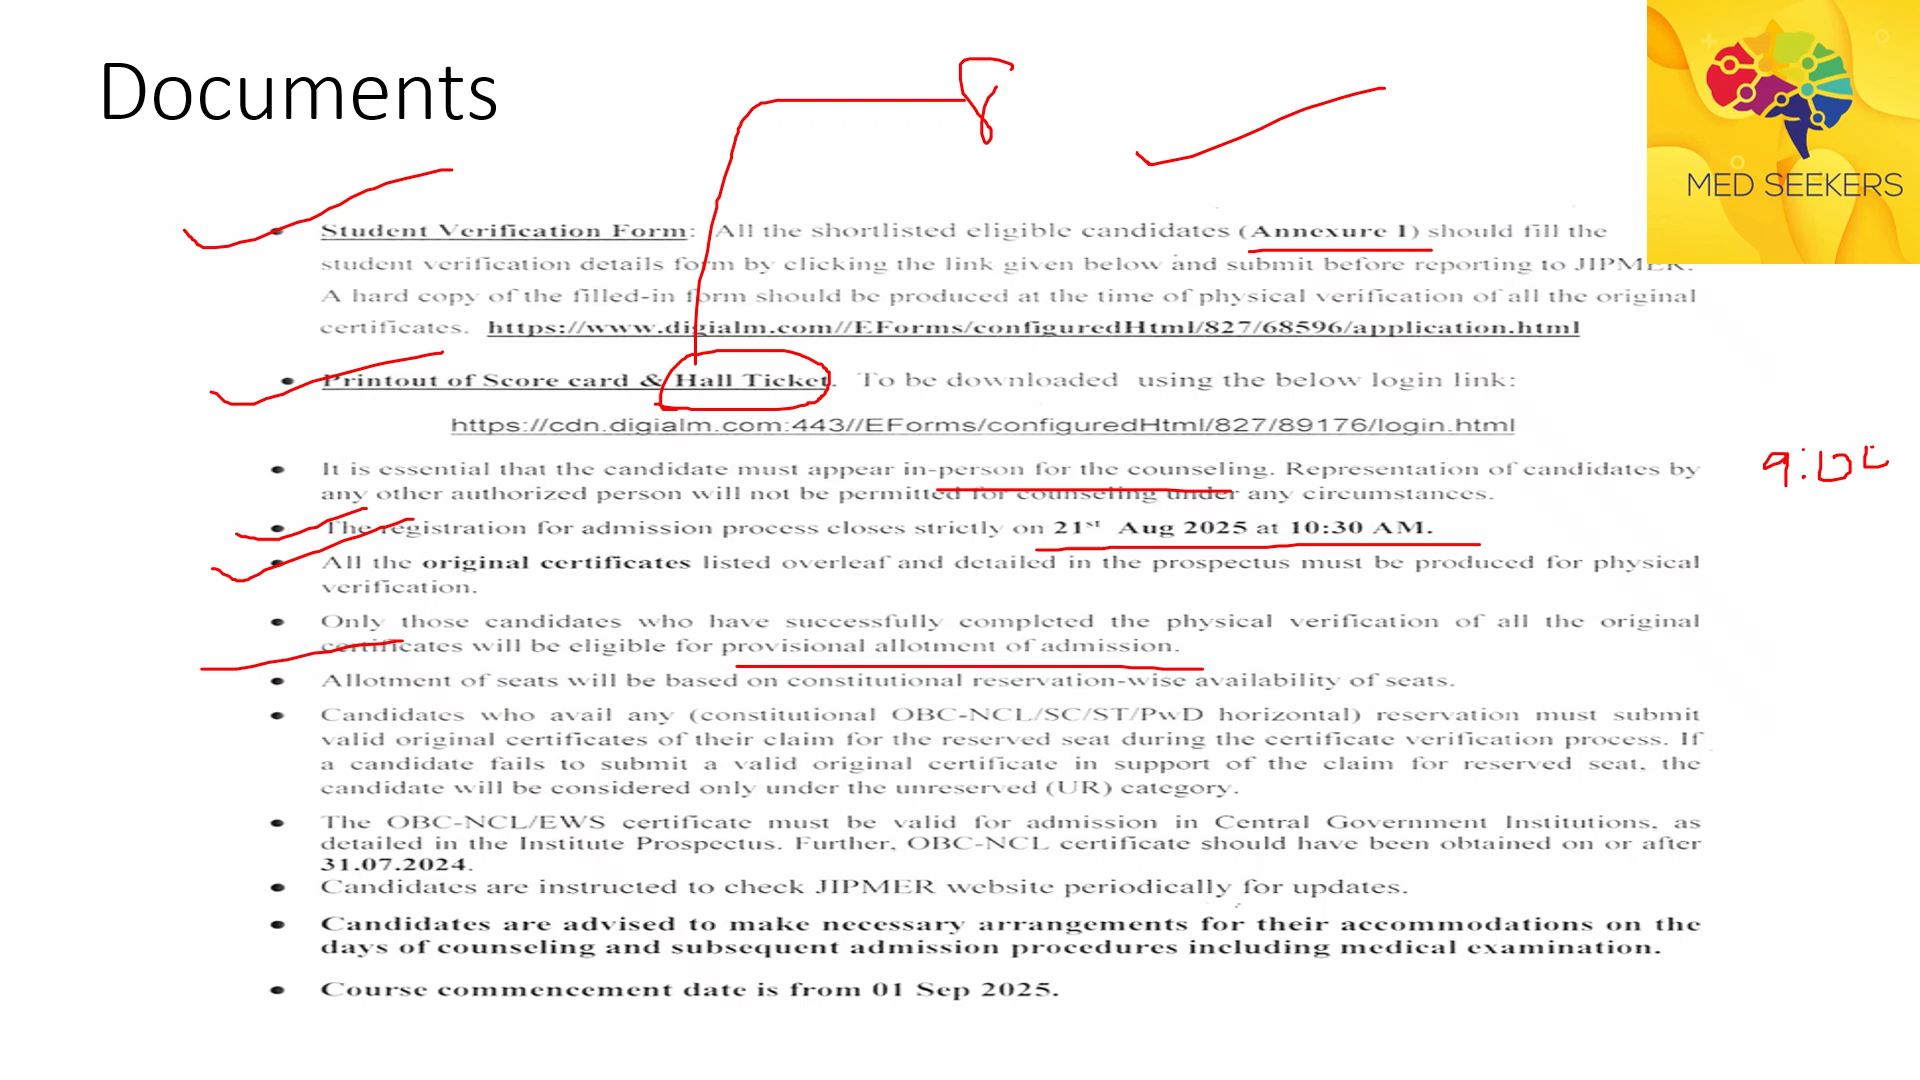 Documents
MED SEEKERS
Student Verification Form: All the shortlisted eligible candidates (Annexure I) should fill the
student verification details form by clicking the link given below and submit before reporting to JIPMER.
A hard copy of the filled-in form should be produced at the time of physical verification of all the original
certificates. https://www.digialm.com//EForms/configuredHtml/827/68596/application.html
Printout of Score card & Hall Ticket. To be downloaded using the below login link:
https://cdn.digialm.com:443//EForms/configuredHtml/827/89176/login.html
It is essential that the candidate must appear in-person for the counseling. Representation of candidates by
any other authorized person will not be permitted for counseling under any circumstances.
The registration for admission process closes strictly on 21st Aug 2025 at 10:30 AM.
All the original certificates listed overleaf and detailed in the prospectus must be produced for physical
verification.
Only those candidates who have successfully completed the physical verification of all the original
certificates will be eligible for provisional allotment of admission.
Allotment of seats will be based on constitutional reservation-wise availability of seats.
Candidates who avail any (constitutional OBC-NCL/SC/ST/PwD horizontal) reservation must submit
valid original certificates of their claim for the reserved seat during the certificate verification process. If
a candidate fails to submit a valid original certificate in support of the claim for reserved seat, the
candidate will be considered only under the unreserved (UR) category.
The OBC-NCL/EWS certificate must be valid for admission in Central Government Institutions, as
detailed in the Institute Prospectus. Further, OBC-NCL certificate should have been obtained on or after
31.07.2024.
Candidates are instructed to check JIPMER website periodically for updates.
Candidates are advised to make necessary arrangements for their accommodations on the
days of counseling and subsequent admission procedures including medical examination.
Course commencement date is from 01 Sep 2025.